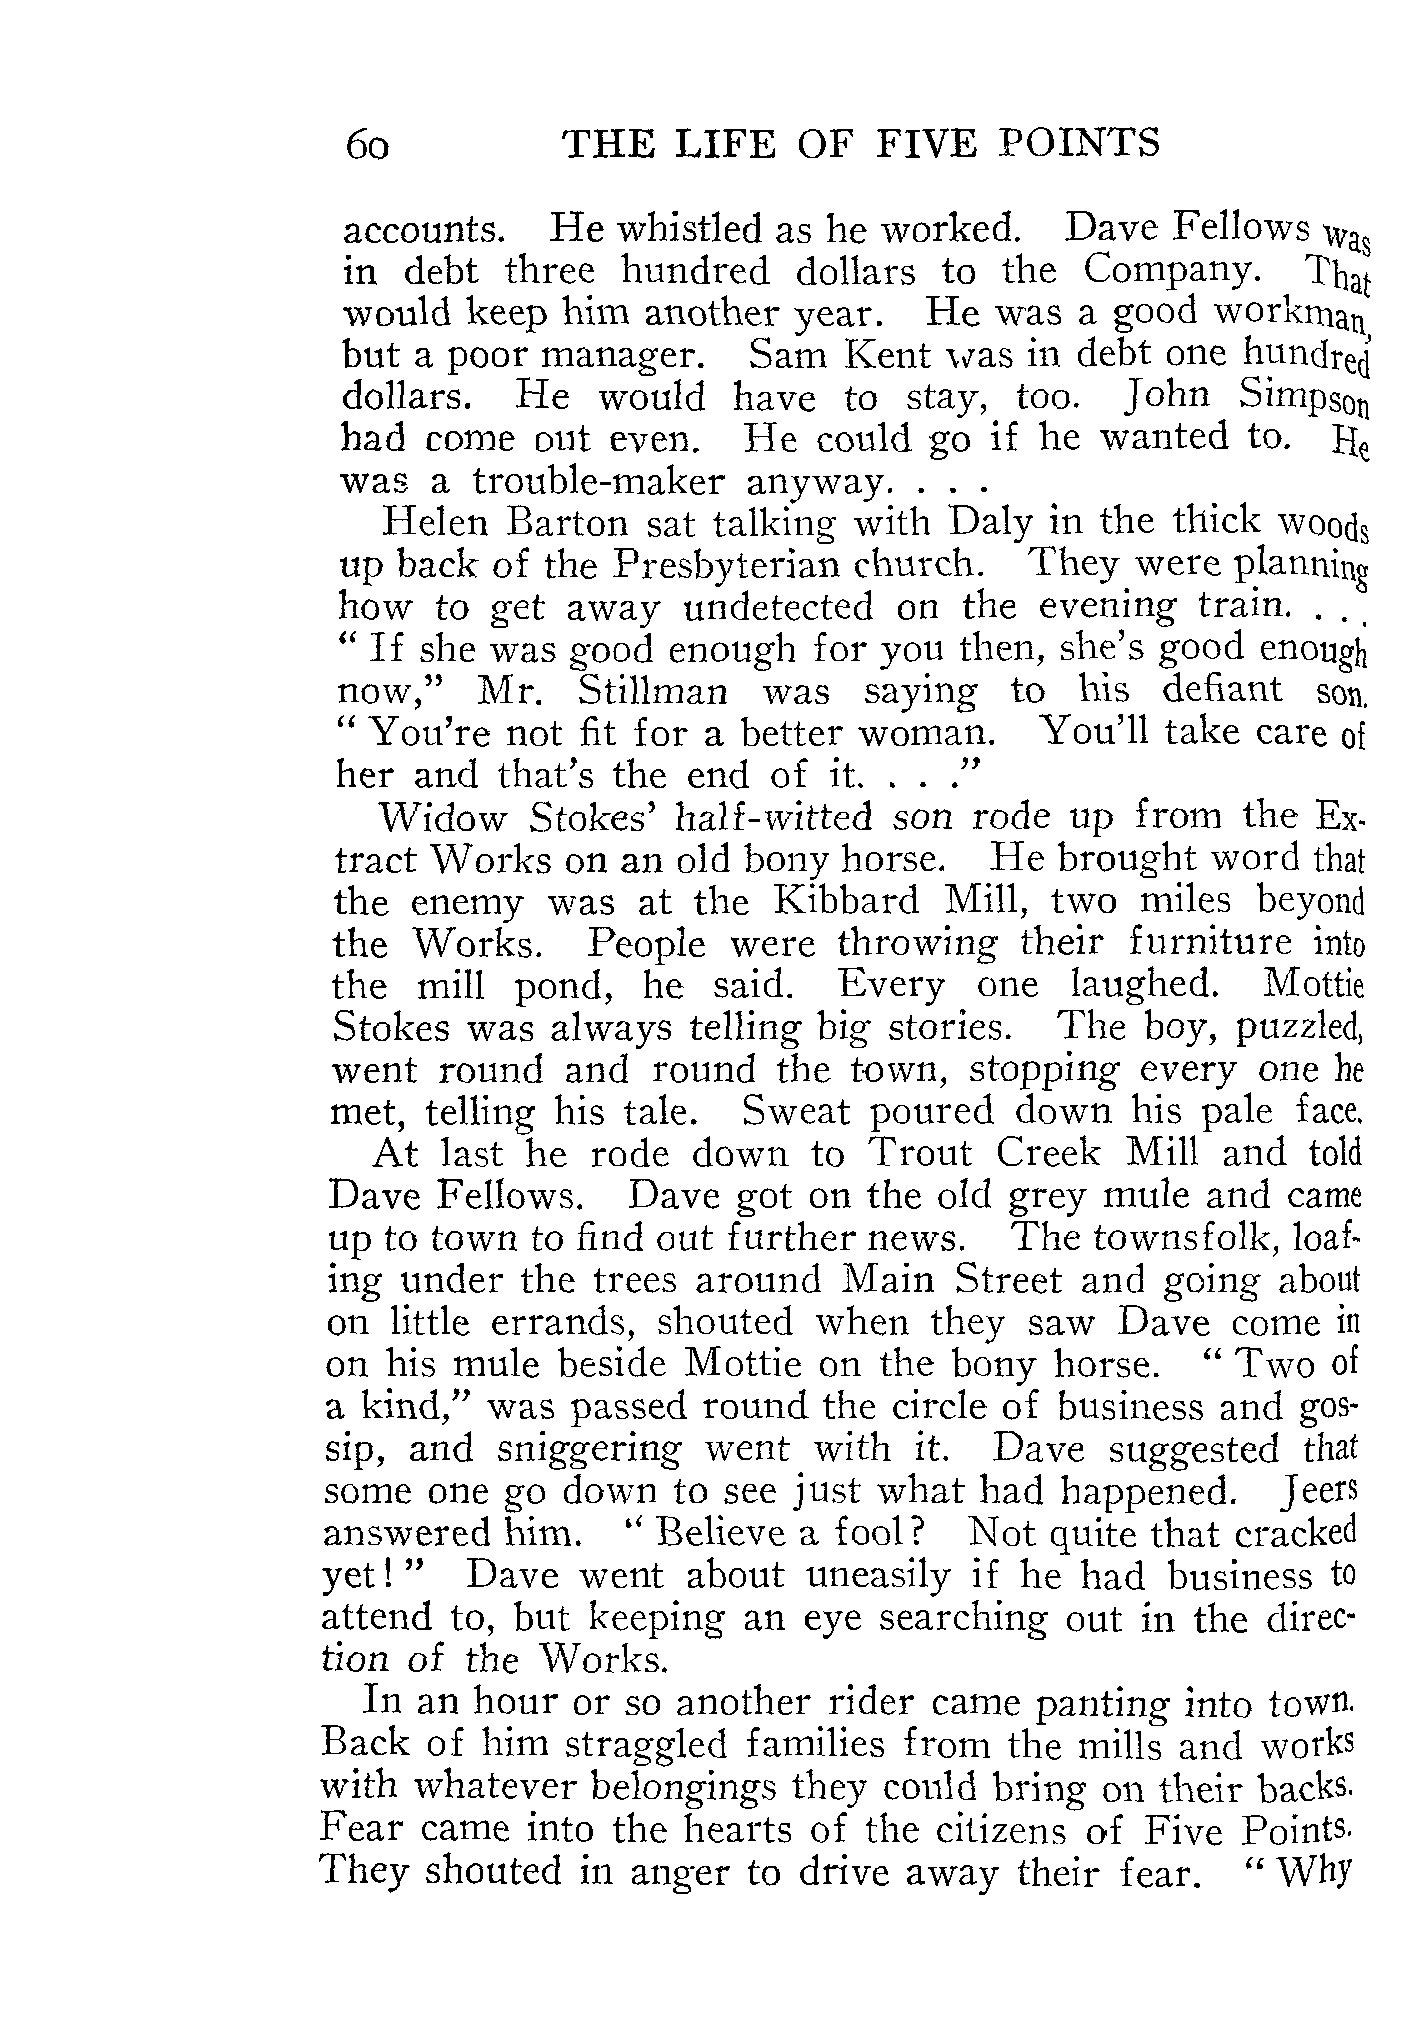 60 THE LIFE OF FIVE POINTS
accounts. He whistled as he worked. Dave Fellows was
in debt three hundred dollars to the Company. That
would keep him another year. He was a good workman,
but a poor manager. Sam Kent was in debt one hundred
dollars. He would have to stay, too. John Simpson
had come out even. He could go if he wanted to. He
was a trouble-maker anyway. . . .
Helen Barton sat talking with Daly in the thick woods
up back of the Presbyterian church. They were planning
how to get away undetected on the evening train. . . .
" If she was good enough for you then, she's good enough
now," Mr. Stillman was saying to his defiant son.
" You're not fit for a better woman. You'll take care of
her and that's the end of it. . . ."
Widow Stokes' half-witted son rode up from the Ex-
tract Works on an old bony horse. He brought word that
the enemy was at the Kibbard Mill, two miles beyond
the Works. People were throwing their furniture into
the mill pond, he said. Every one laughed. Mottie
Stokes was always telling big stories. The boy, puzzled,
went round and round the town, stopping every one he
met, telling his tale. Sweat poured down his pale face.
At last he rode down to Trout Creek Mill and told
Dave Fellows. Dave got on the old grey mule and came
up to town to find out further news. The townsfolk, loaf-
ing under the trees around Main Street and going about
on little errands, shouted when they saw Dave come in
on his mule beside Mottie on the bony horse. " Two of
a kind," was passed round the circle of business and gos-
sip, and sniggering went with it. Dave suggested that
some one go down to see just what had happened. Jeers
answered him. " Believe a fool? Not quite that cracked
yet! " Dave went about uneasily if he had business to
attend to, but keeping an eye searching out in the direc-
tion of the Works.
In an hour or so another rider came panting into town.
Back of him straggled families from the mills and works
with whatever belongings they could bring on their backs.
Fear came into the hearts of the citizens of Five Points.
They shouted in anger to drive away their fear. " Why